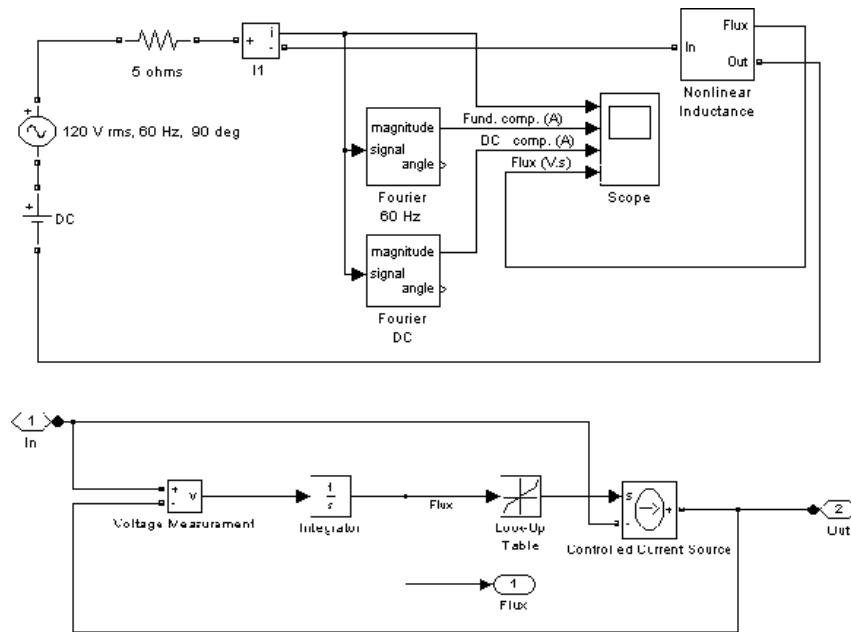 5 ohms
+
i
-
I1
In
Flux
Out
Nonlinear
Inductance
+
120 V rms, 60 Hz, 90 deg
+
DC
magnitude
signal
angle
Fourier
60 Hz
Fund. comp. (A)
DC comp. (A)
Flux (V.s)
Scope
magnitude
signal
angle
Fourier
DC
1
In
+
-
v
Voltage Measurement
1
s
Integrator
Flux
Look-Up
Table
s
-
+
Controlled Current Source
2
Out
1
Flux